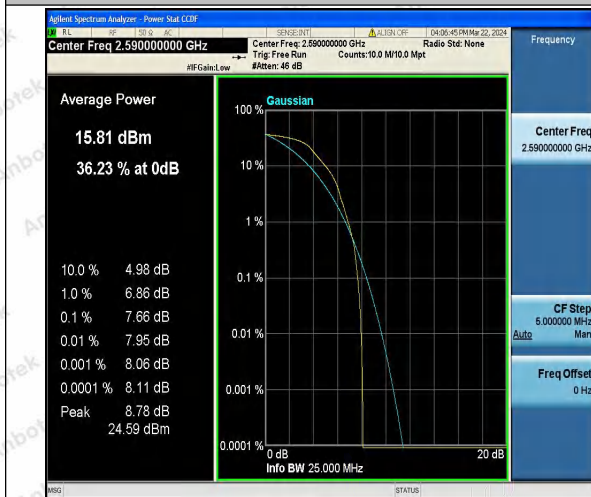 Agilent Spectrum Analyzer - Power Stat CCDF
RL RF 50 Ω AC SENSE:INT ALIGN OFF 04:06:45 PM Mar 22, 2024
Center Freq 2.590000000 GHz
Center Freq: 2.590000000 GHz Radio Std: None
Trig: Free Run Counts:10.0 M/10.0 Mpt
#IFGain:Low #Atten: 46 dB
Frequency
Average Power
15.81 dBm
36.23 % at 0dB
10.0 % 4.98 dB
1.0 % 6.86 dB
0.1 % 7.66 dB
0.01 % 7.95 dB
0.001 % 8.06 dB
0.0001 % 8.11 dB
Peak 8.78 dB
24.59 dBm
Gaussian
100 %
10 %
1 %
0.1 %
0.01 %
0.001 %
0.0001 %
0 dB 20 dB
Info BW 25.000 MHz
Center Freq
2.590000000 GHz
CF Step
5.000000 MHz
Auto Man
Freq Offset
0 Hz
MSG STATUS